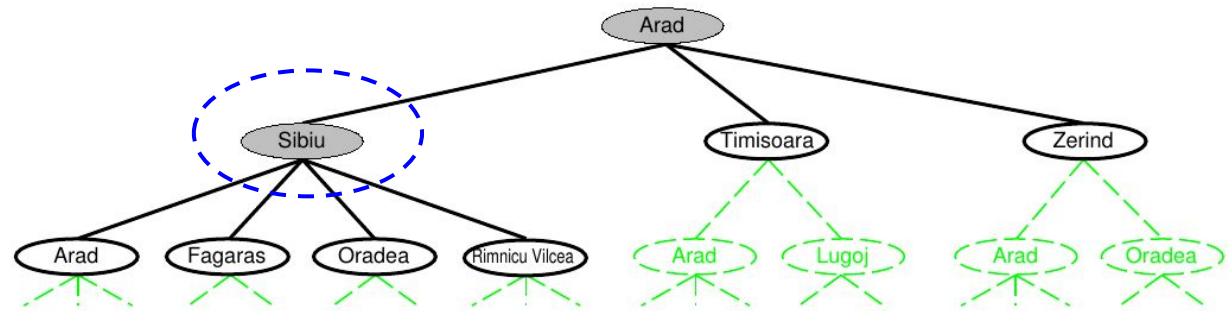 Arad
Sibiu Timisoara Zerind
Arad Fagaras Oradea Rimnicu Vilcea Arad Lugoj Arad Oradea